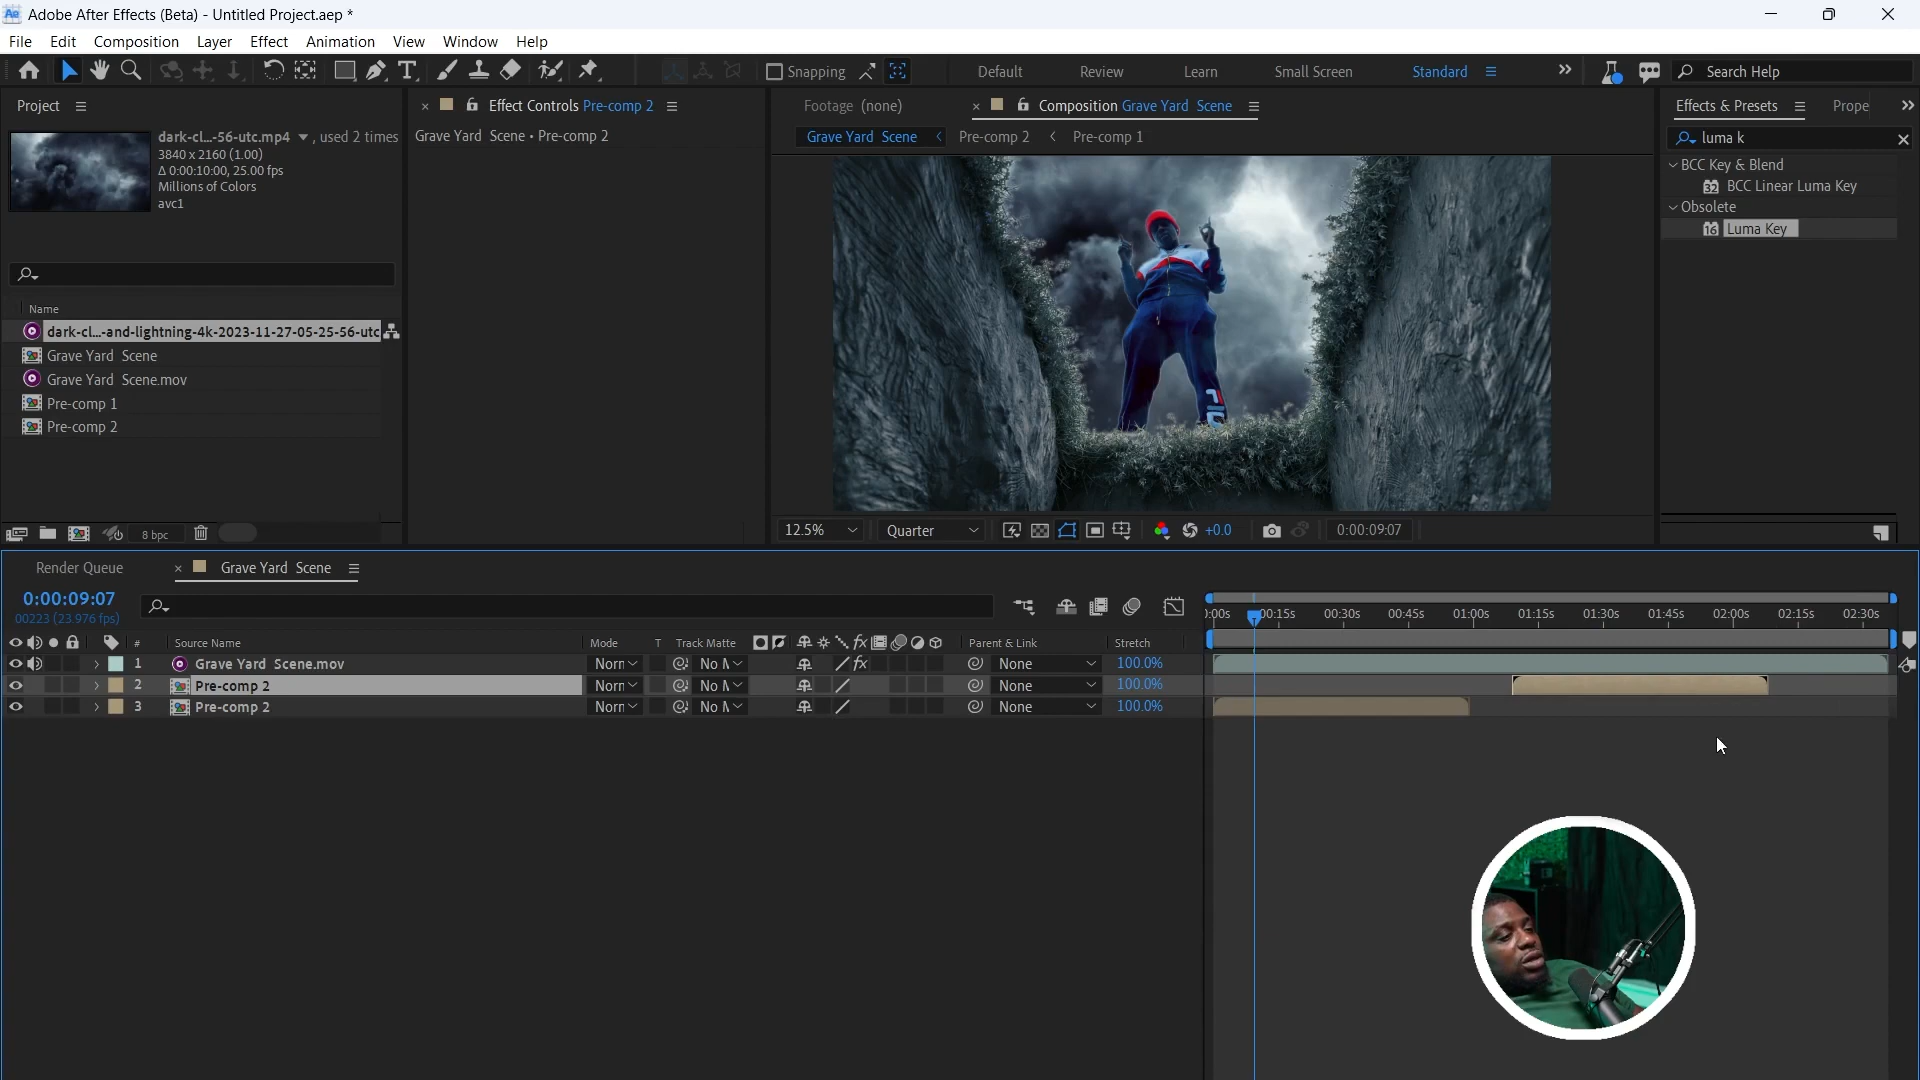 Adobe After Effects (Beta) - Untitled Project.aep *
File Edit Composition Layer Effect Animation View Window Help
Snapping Default Review Learn Small Screen Standard Search Help
Project
dark-cl...-56-utc.mp4 , used 2 times
3840 x 2160 (1.00)
Δ 0:00:10:00, 25.00 fps
Millions of Colors
avc1
Name
dark-cl...-and-lightning-4k-2023-11-27-05-25-56-utc
Grave Yard Scene
Grave Yard Scene.mov
Pre-comp 1
Pre-comp 2
8 bpc
Effect Controls Pre-comp 2
Grave Yard Scene • Pre-comp 2
Footage (none)
Composition Grave Yard Scene
Grave Yard Scene Pre-comp 2 Pre-comp 1
FILA
12.5% Quarter +0.0 0:00:09:07
Effects & Presets Prope
luma k
BCC Key & Blend
32 BCC Linear Luma Key
Obsolete
16 Luma Key
Render Queue Grave Yard Scene
0:00:09:07
00223 (23.976 fps)
):00s 00:15s 00:30s 00:45s 01:00s 01:15s 01:30s 01:45s 02:00s 02:15s 02:30s
# Source Name Mode T Track Matte fx Parent & Link Stretch
1 Grave Yard Scene.mov Norn No M fx None 100.0%
2 Pre-comp 2 Norn No M None 100.0%
3 Pre-comp 2 Norn No M None 100.0%